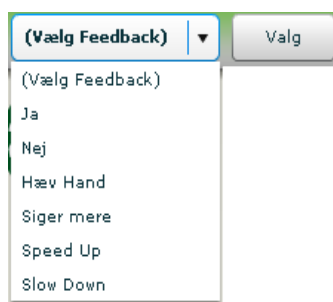 (Vælg Feedback) Valg
(Vælg Feedback)
Ja
Nej
Hæv Hand
Siger mere
Speed Up
Slow Down